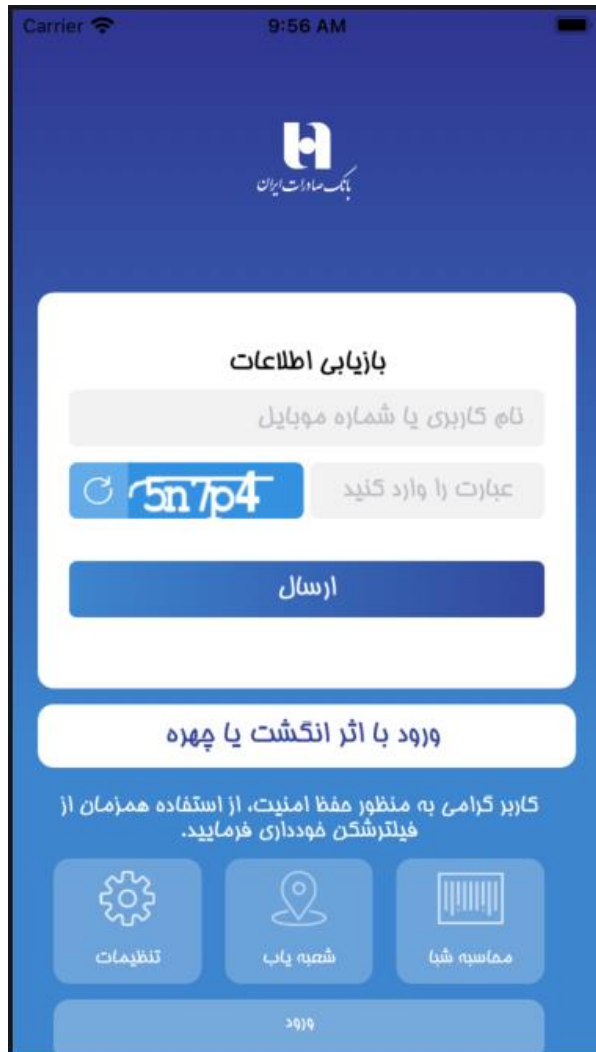 Carrier
9:56 AM
بانک صادرات ایران
بازیابی اطلاعات
نام کاربری یا شماره موبایل
عبارت را وارد کنید
5n7p4
ارسال
ورود با اثر انگشت یا چهره
کاربر گرامی به منظور حفظ امنیت، از استفاده همزمان از
فیلترشکن خودداری فرمایید.
محاسبه شبا
شعبه یاب
تنظیمات
ورود